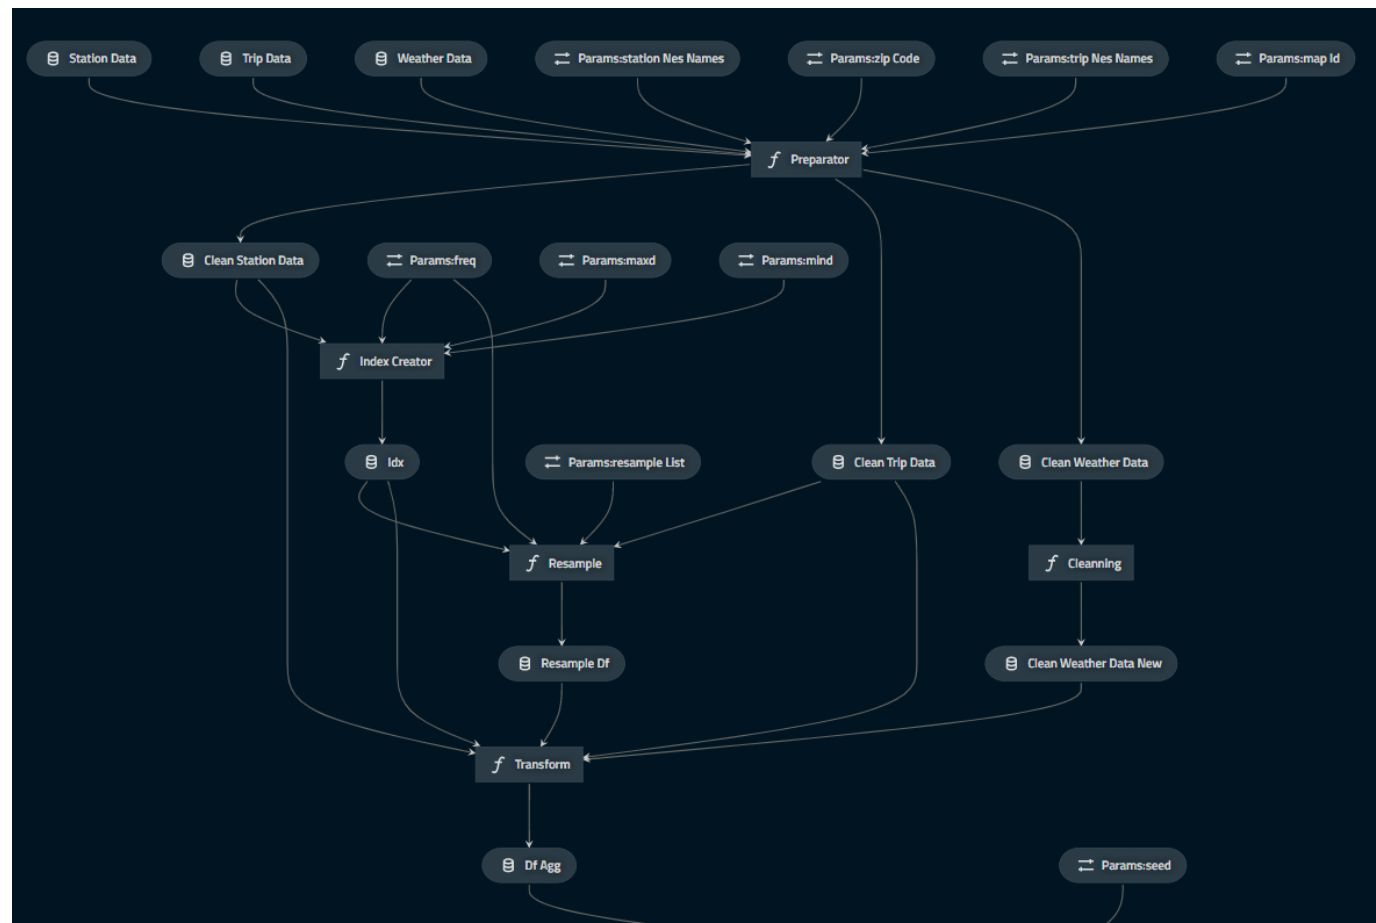 Station Data
Trip Data
Weather Data
Params:station Nes Names
Params:zip Code
Params:trip Nes Names
Params:map Id
Preparator
Clean Station Data
Params:freq
Params:maxd
Params:mind
Index Creator
Idx
Params:resample List
Clean Trip Data
Clean Weather Data
Resample
Cleanning
Resample Df
Clean Weather Data New
Transform
Df Agg
Params:seed